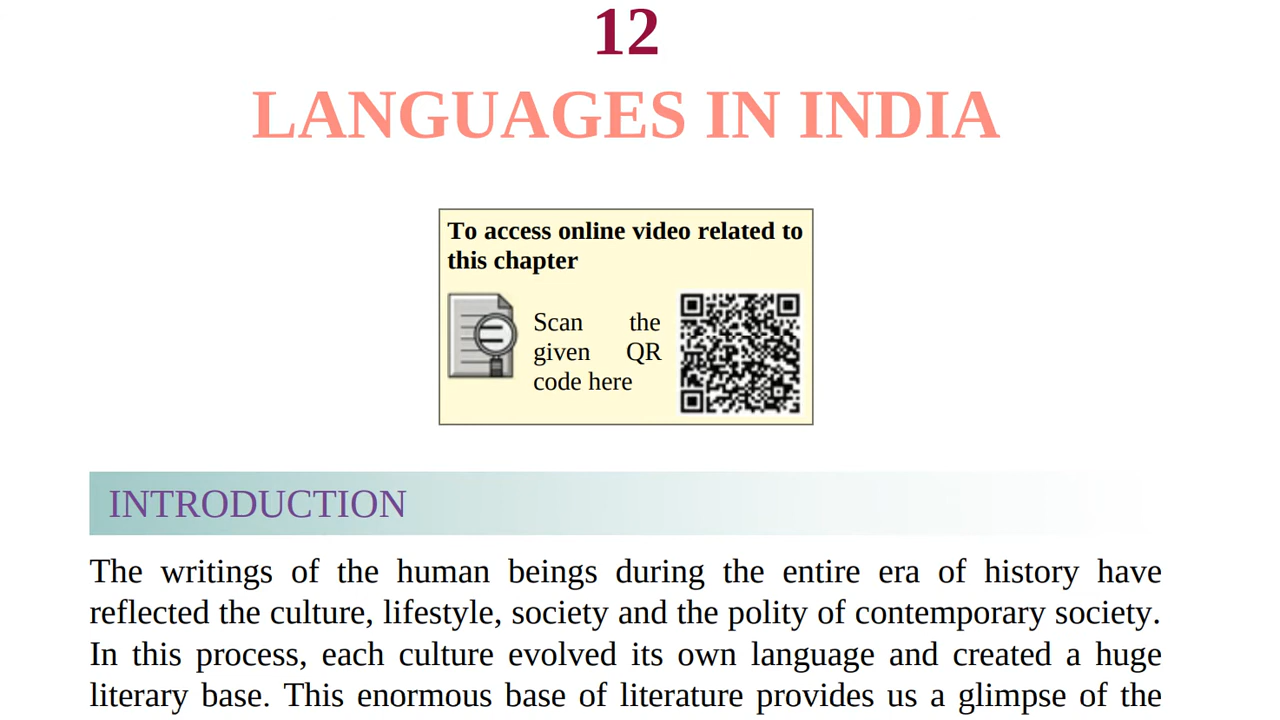 12
LANGUAGES IN INDIA
To access online video related to
this chapter
Scan the
given QR
code here
INTRODUCTION
The writings of the human beings during the entire era of history have
reflected the culture, lifestyle, society and the polity of contemporary society.
In this process, each culture evolved its own language and created a huge
literary base. This enormous base of literature provides us a glimpse of the